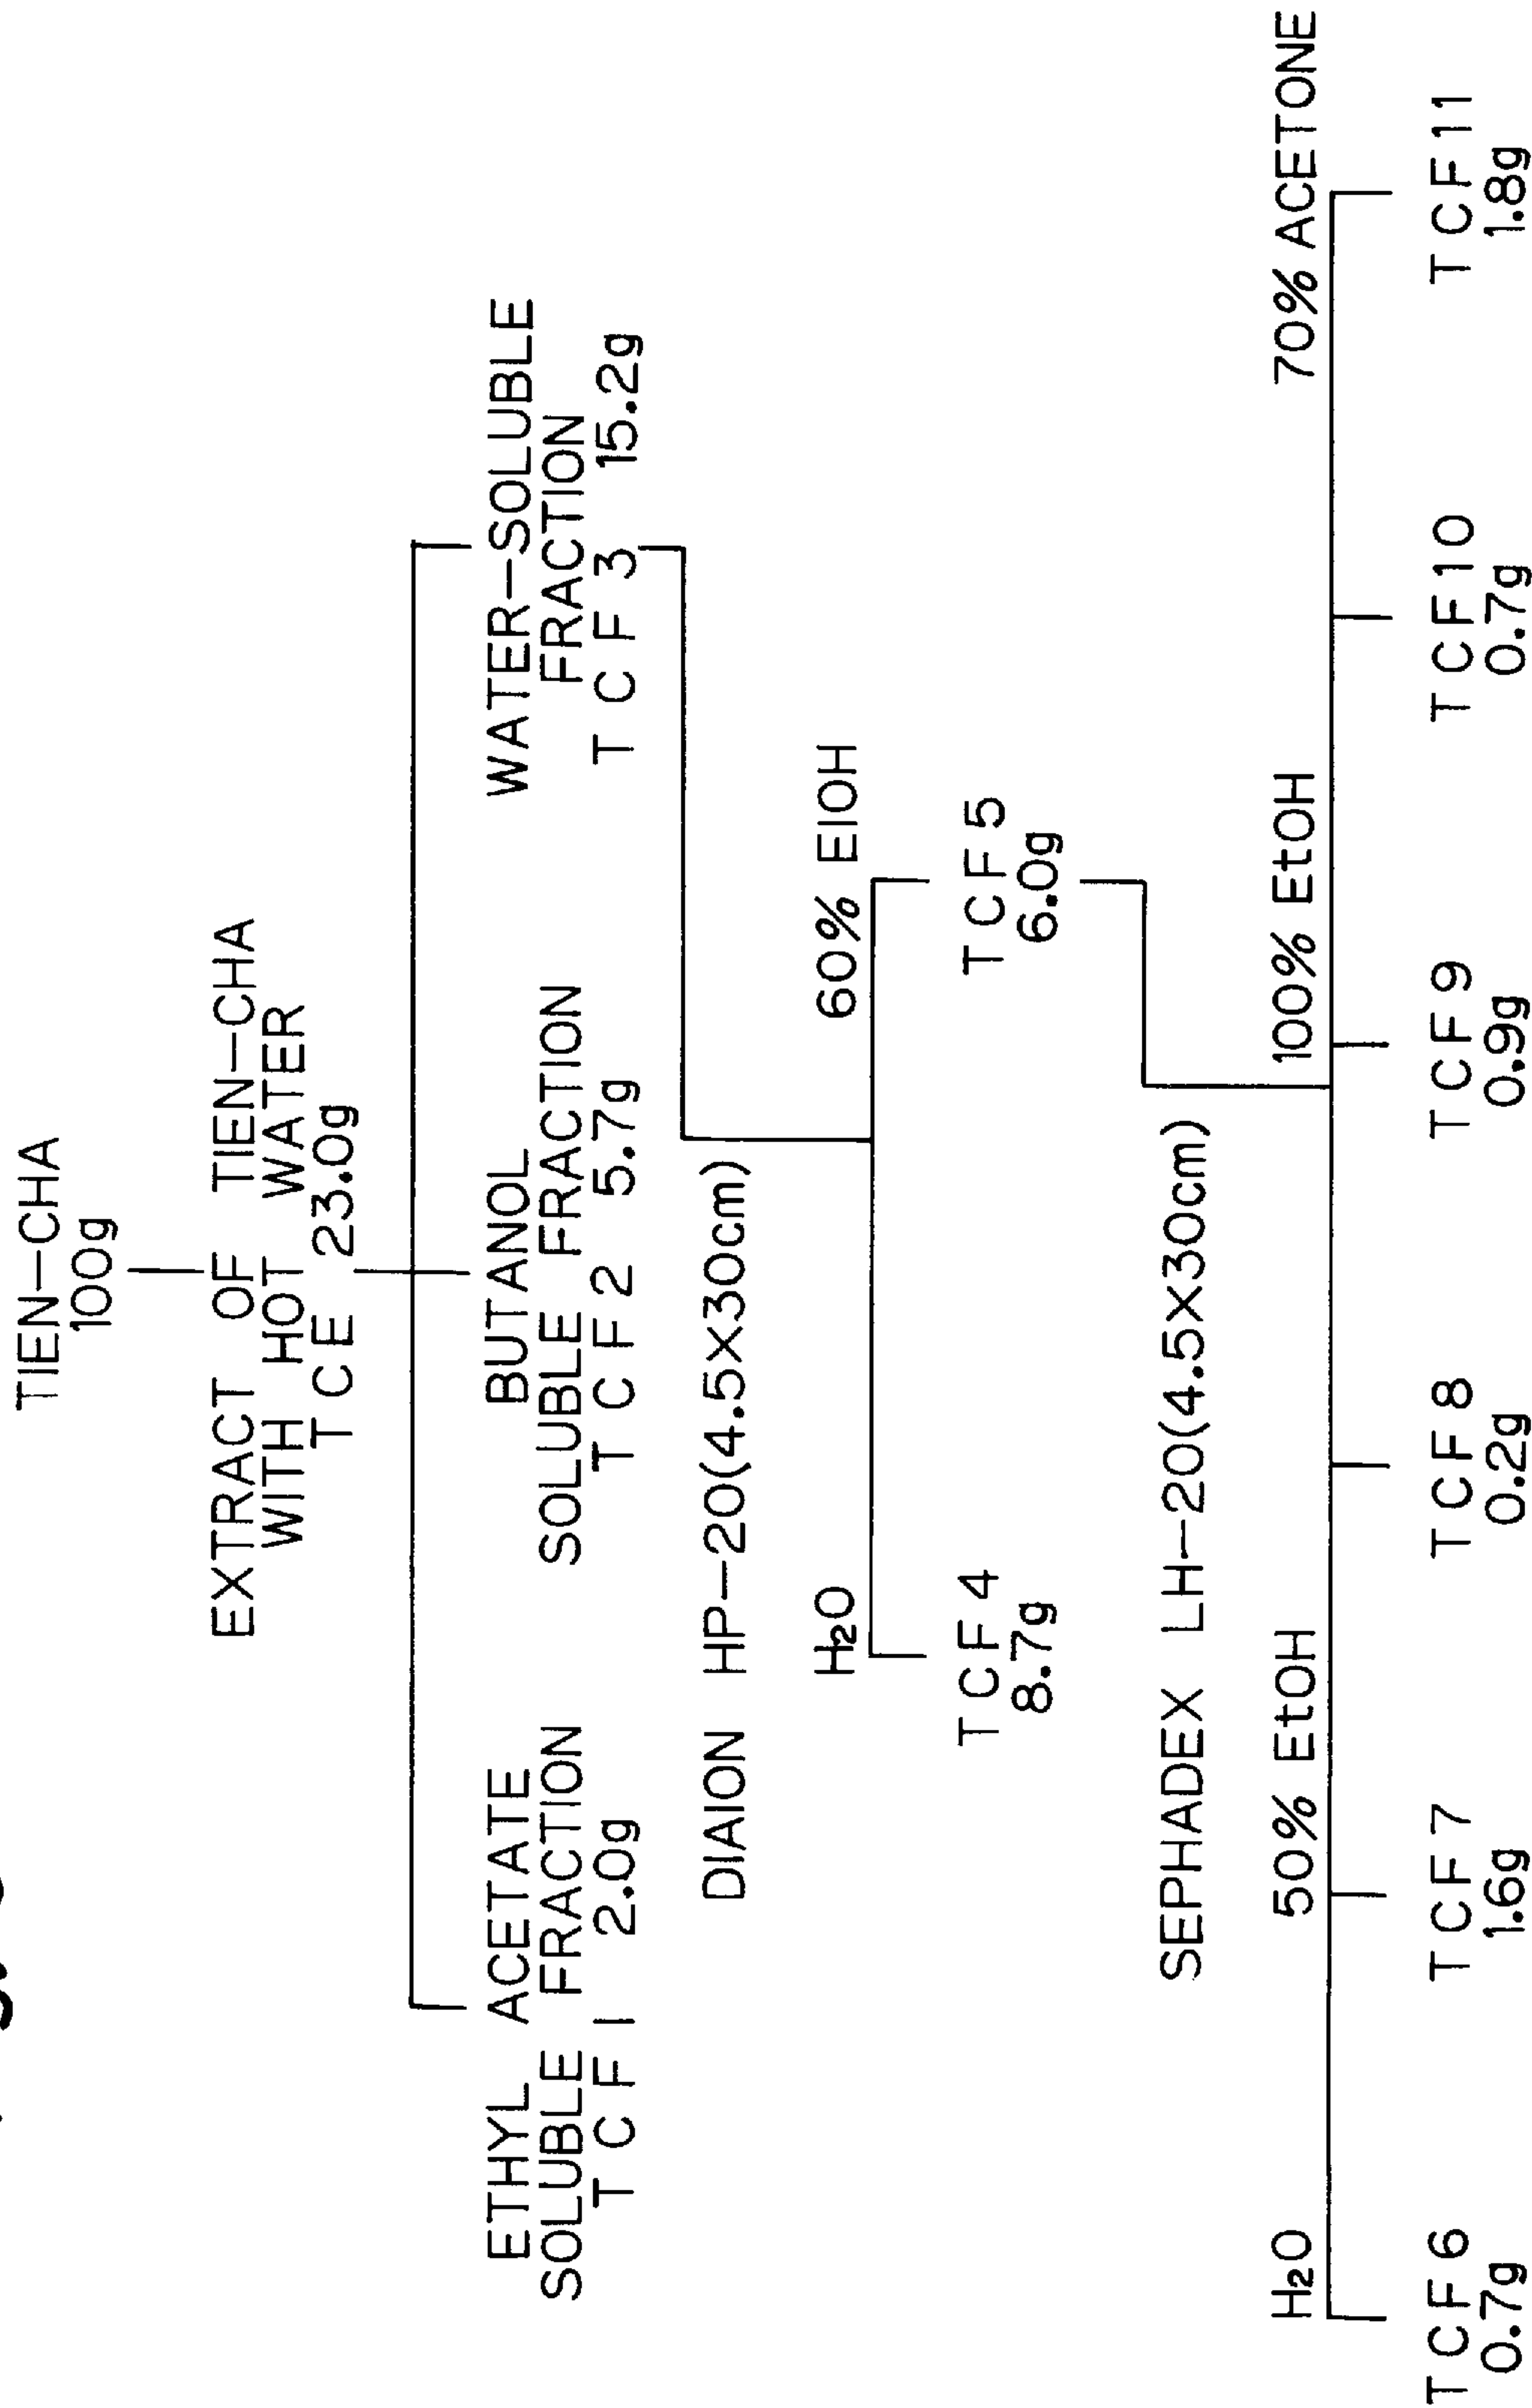 TIEN-CHA
100g
EXTRACT OF TIEN-CHA
WITH HOT WATER
TCE 23.0g
ETHYL ACETATE
SOLUBLE FRACTION
TCF1 2.0g
BUTANOL
SOLUBLE FRACTION
TCF2 5.7g
WATER-SOLUBLE
FRACTION
TCF3 15.2g
DIAION HP-20(4.5×30cm)
H₂O
60% EIOH
TCF4
8.7g
TCF5
6.0g
SEPHADEX LH-20(4.5×30cm)
H₂O
50% EtOH
100% EtOH
70% ACETONE
TCF6
0.7g
TCF7
1.6g
TCF8
0.2g
TCF9
0.9g
TCF10
0.7g
TCF11
1.8g